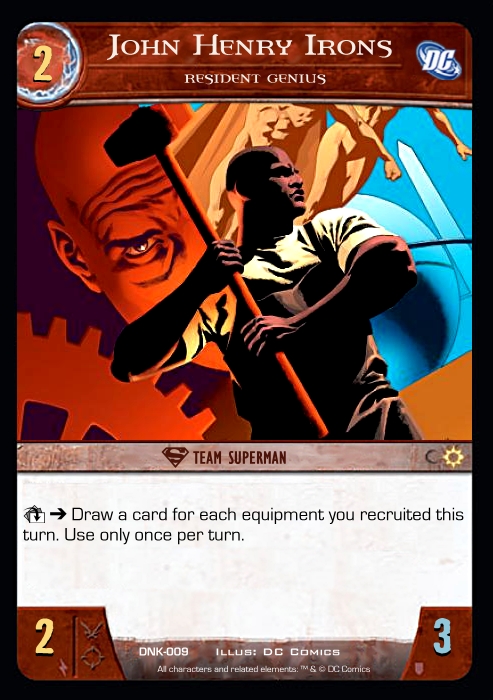 2
John Henry Irons
DC
Resident Genius
TEAM SUPERMAN
➔ Draw a card for each equipment you recruited this
turn. Use only once per turn.
2
DNK-009 Illus: DC Comics
3
All characters and related elements: ™ & © DC Comics